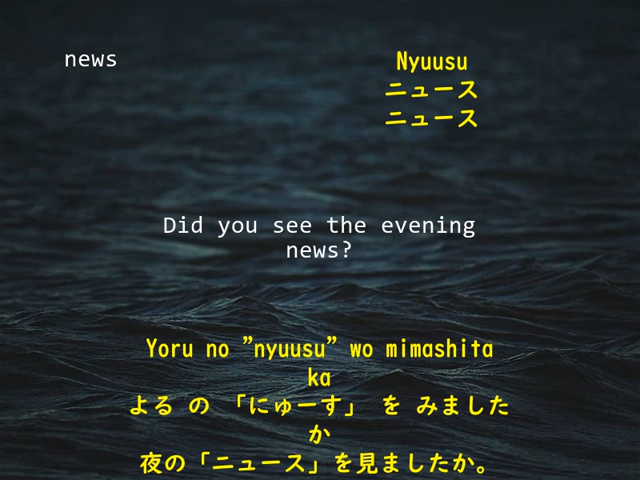 news
Nyuusu
ニュース
ニュース
Did you see the evening
news?
Yoru no ”nyuusu” wo mimashita
ka
よる の 「にゅーす」 を みました
か
夜の「ニュース」を見ましたか。